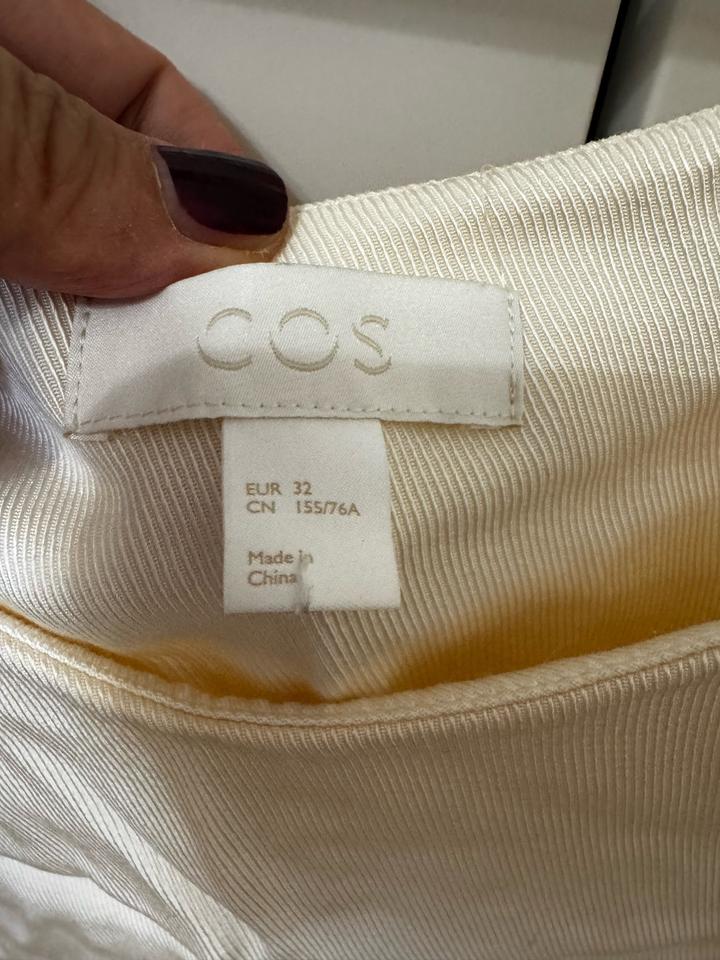 COS
EUR 32
CN 155/76A
Made in
China